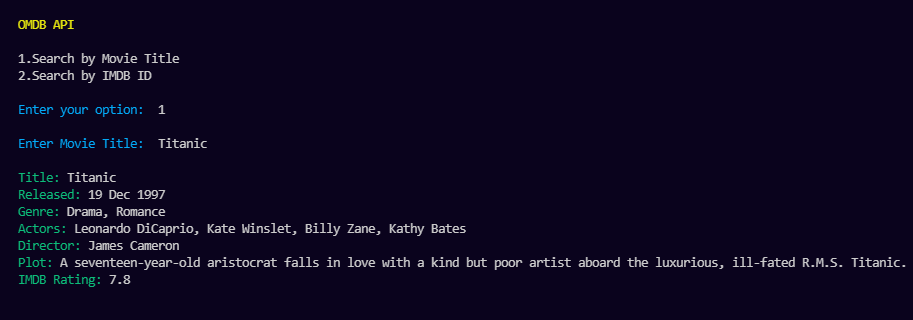 OMDB API
1.Search by Movie Title
2.Search by IMDB ID
Enter your option: 1
Enter Movie Title: Titanic
Title: Titanic
Released: 19 Dec 1997
Genre: Drama, Romance
Actors: Leonardo DiCaprio, Kate Winslet, Billy Zane, Kathy Bates
Director: James Cameron
Plot: A seventeen-year-old aristocrat falls in love with a kind but poor artist aboard the luxurious, ill-fated R.M.S. Titanic.
IMDB Rating: 7.8